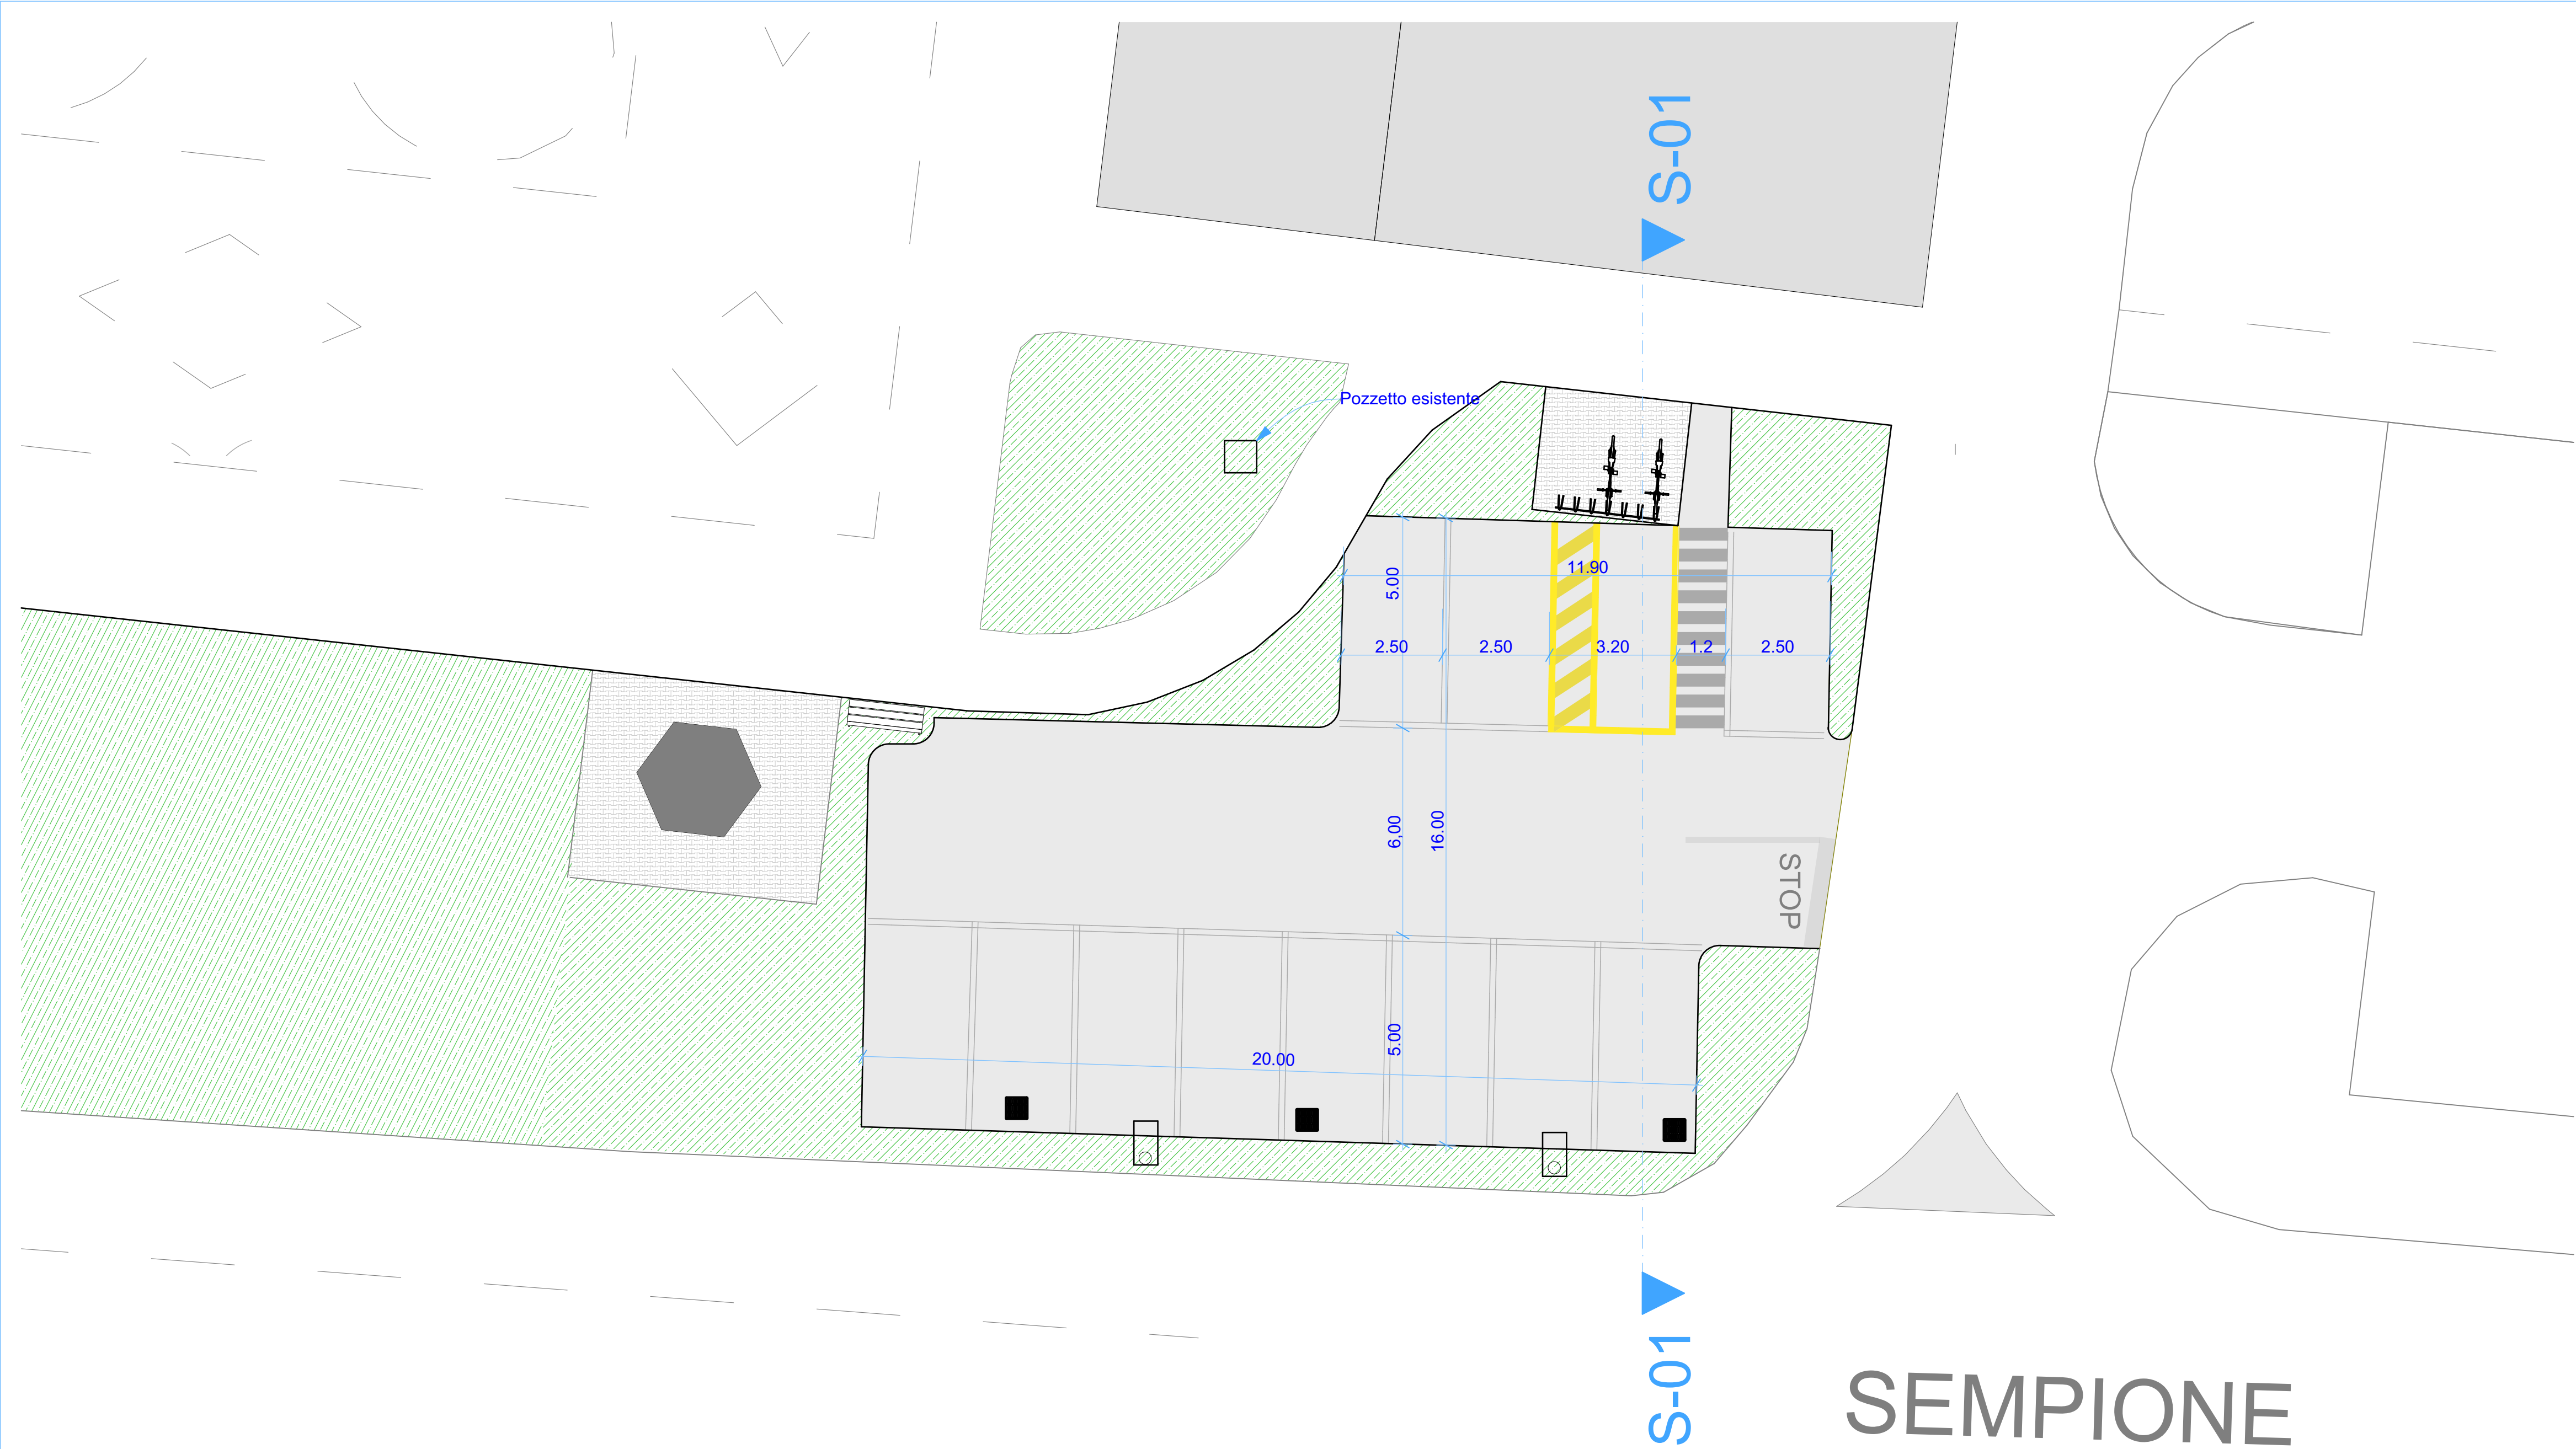 S-01
Pozzetto esistente
11.90
5.00
2.50
2.50
3.20
1.2
2.50
6,00
16.00
STOP
5.00
20.00
S-01
SEMPIONE